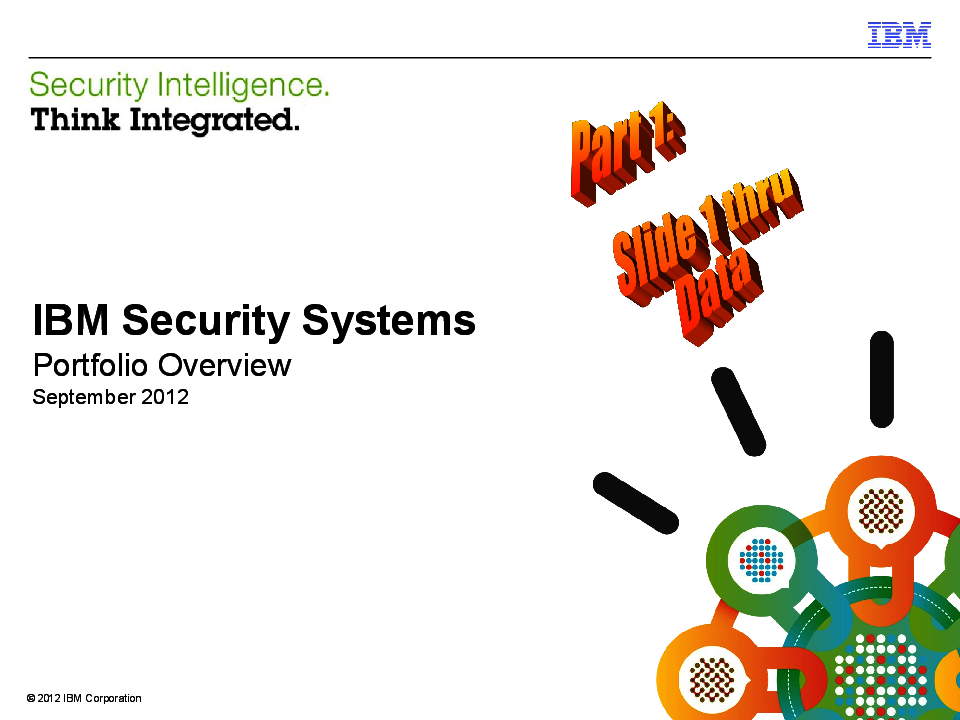 IBM
Security Intelligence.
Think Integrated.
Part 1:
Slide 1 thru
Data
IBM Security Systems
Portfolio Overview
September 2012
© 2012 IBM Corporation